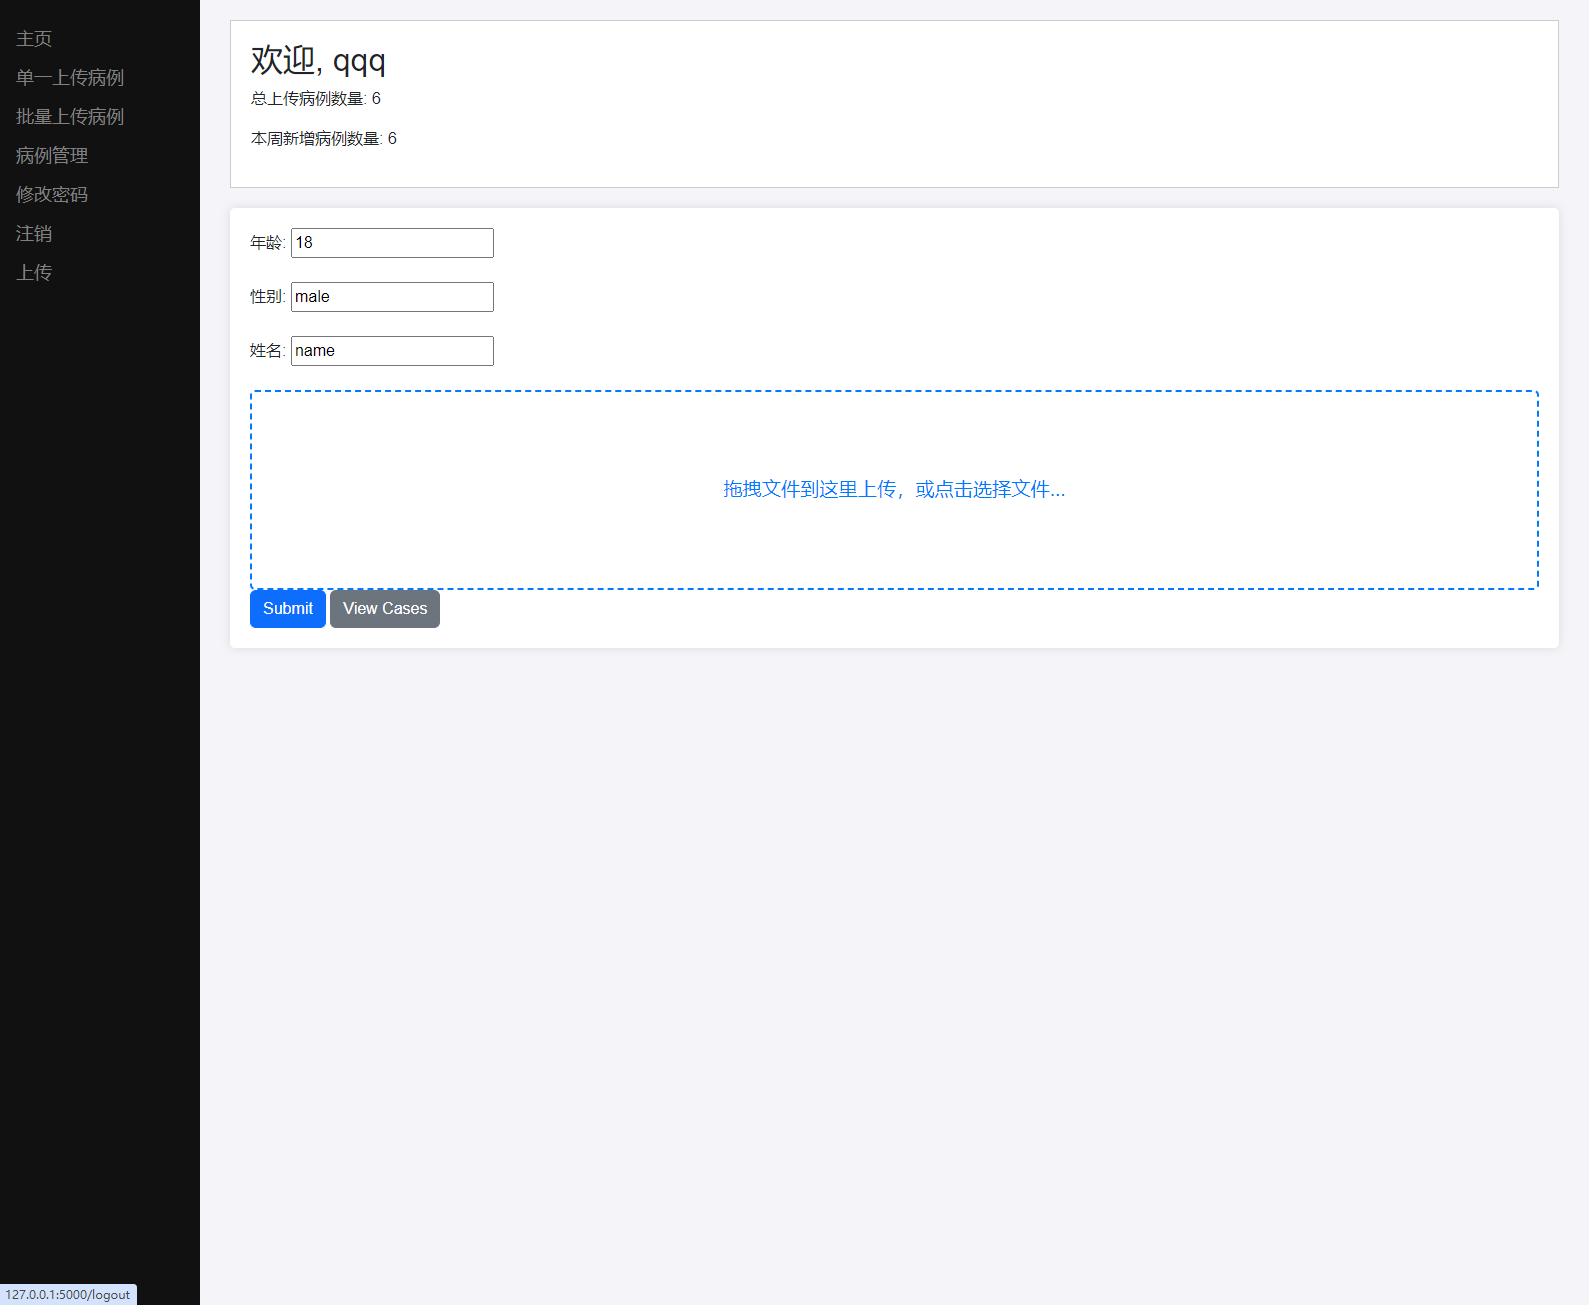 主页
单一上传病例
批量上传病例
病例管理
修改密码
注销
上传
欢迎, qqq
总上传病例数量: 6
本周新增病例数量: 6
年龄: 18
性别: male
姓名: name
拖拽文件到这里上传，或点击选择文件...
Submit View Cases
127.0.0.1:5000/logout